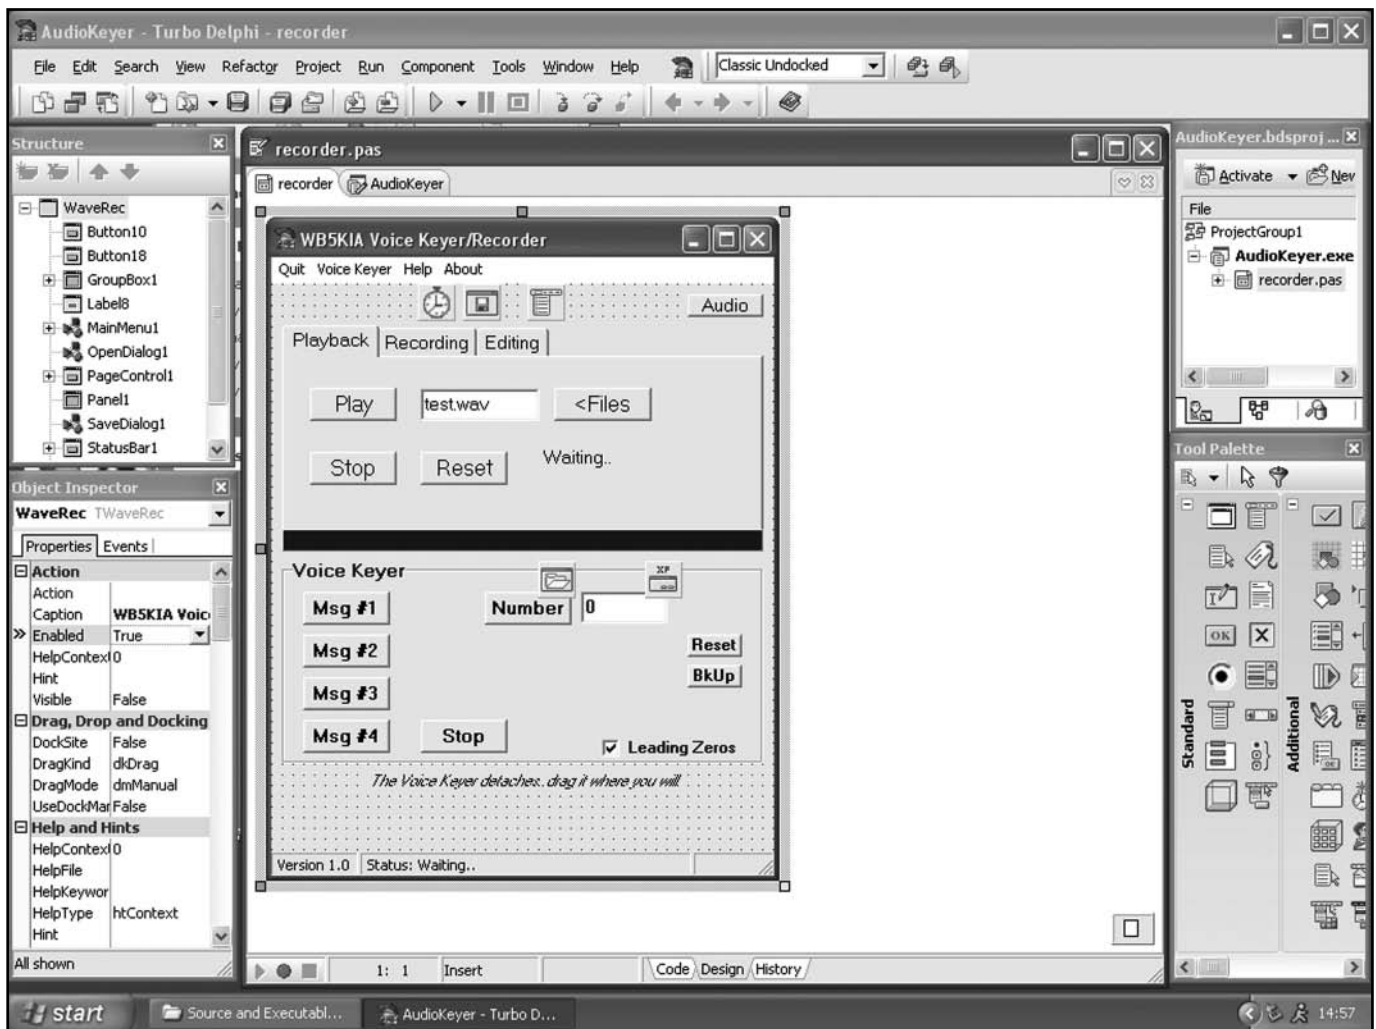 AudioKeyer - Turbo Delphi - recorder
File Edit Search View Refactor Project Run Component Tools Window Help Classic Undocked
Structure
WaveRec
Button10
Button18
GroupBox1
Label8
MainMenu1
OpenDialog1
PageControl1
Panel1
SaveDialog1
StatusBar1
Object Inspector
WaveRec TWaveRec
Properties Events
Action
Action
Caption WB5KIA Voic
Enabled True
HelpContext 0
Hint
Visible False
Drag, Drop and Docking
DockSite False
DragKind dkDrag
DragMode dmManual
UseDockMar False
Help and Hints
HelpContext 0
HelpFile
HelpKeywor
HelpType htContext
Hint
All shown
recorder.pas
recorder AudioKeyer
WB5KIA Voice Keyer/Recorder
Quit Voice Keyer Help About
Audio
Playback Recording Editing
Play test.wav <Files
Stop Reset Waiting..
Voice Keyer
XP
Msg #1 Number 0
Msg #2 Reset
BkUp
Msg #3
Msg #4 Stop Leading Zeros
The Voice Keyer detaches..drag it where you will
Version 1.0 Status: Waiting..
1: 1 Insert Code Design History
AudioKeyer.bdsproj ...
Activate New
File
ProjectGroup1
AudioKeyer.exe
recorder.pas
Tool Palette
OK
Standard
Additional
start Source and Executabl... AudioKeyer - Turbo D... 14:57